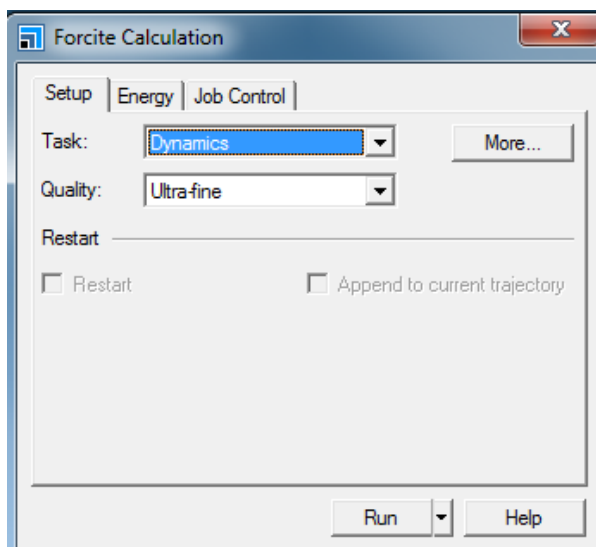 Forcite Calculation
Setup Energy Job Control
Task: Dynamics More...
Quality: Ultra-fine
Restart
Restart Append to current trajectory
Run Help